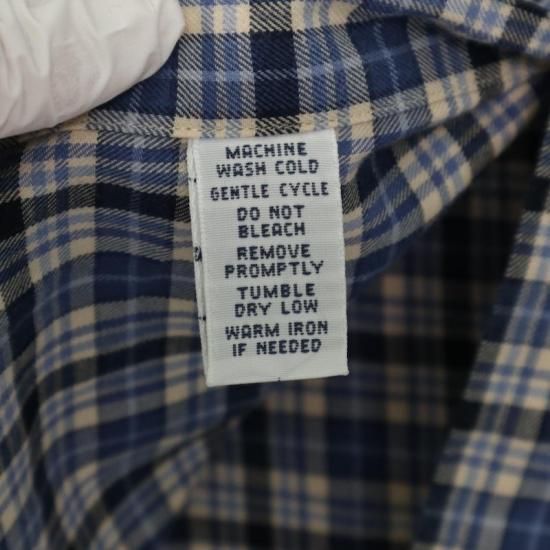 MACHINE
WASH COLD
GENTLE CYCLE
DO NOT
BLEACH
REMOVE
PROMPTLY
TUMBLE
DRY LOW
WARM IRON
IF NEEDED